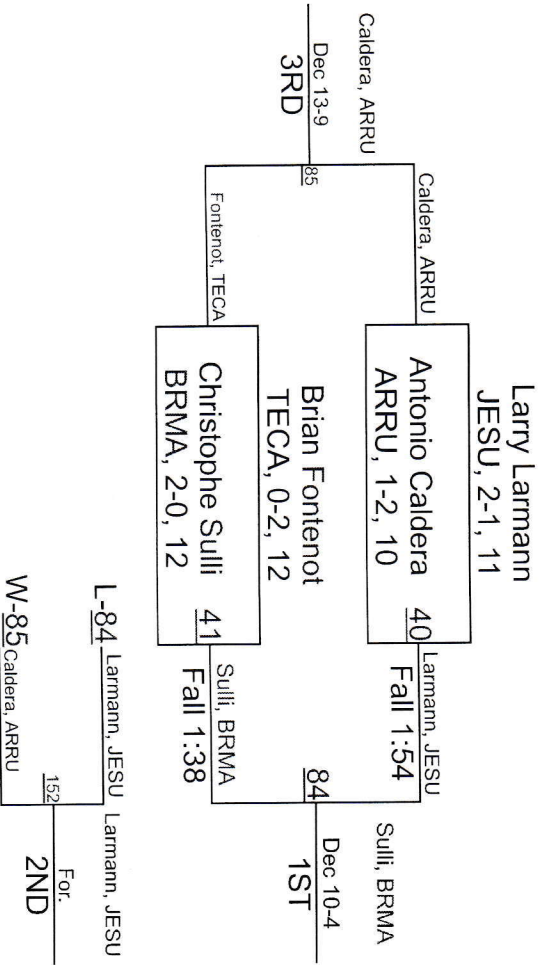 Larry Larmann
JESU, 2-1, 11
Caldera, ARRU
Caldera, ARRU
Antonio Caldera
ARRU, 1-2, 10
40
Larmann, JESU
Fall 1:54
Sulli, BRMA
Dec 13-9
3RD
85
84
Dec 10-4
1ST
Brian Fontenot
TECA, 0-2, 12
Fontenot, TECA
Christophe Sulli
BRMA, 2-0, 12
41
Sulli, BRMA
Fall 1:38
L-84
Larmann, JESU
Larmann, JESU
152
For.
2ND
W-85
Caldera, ARRU